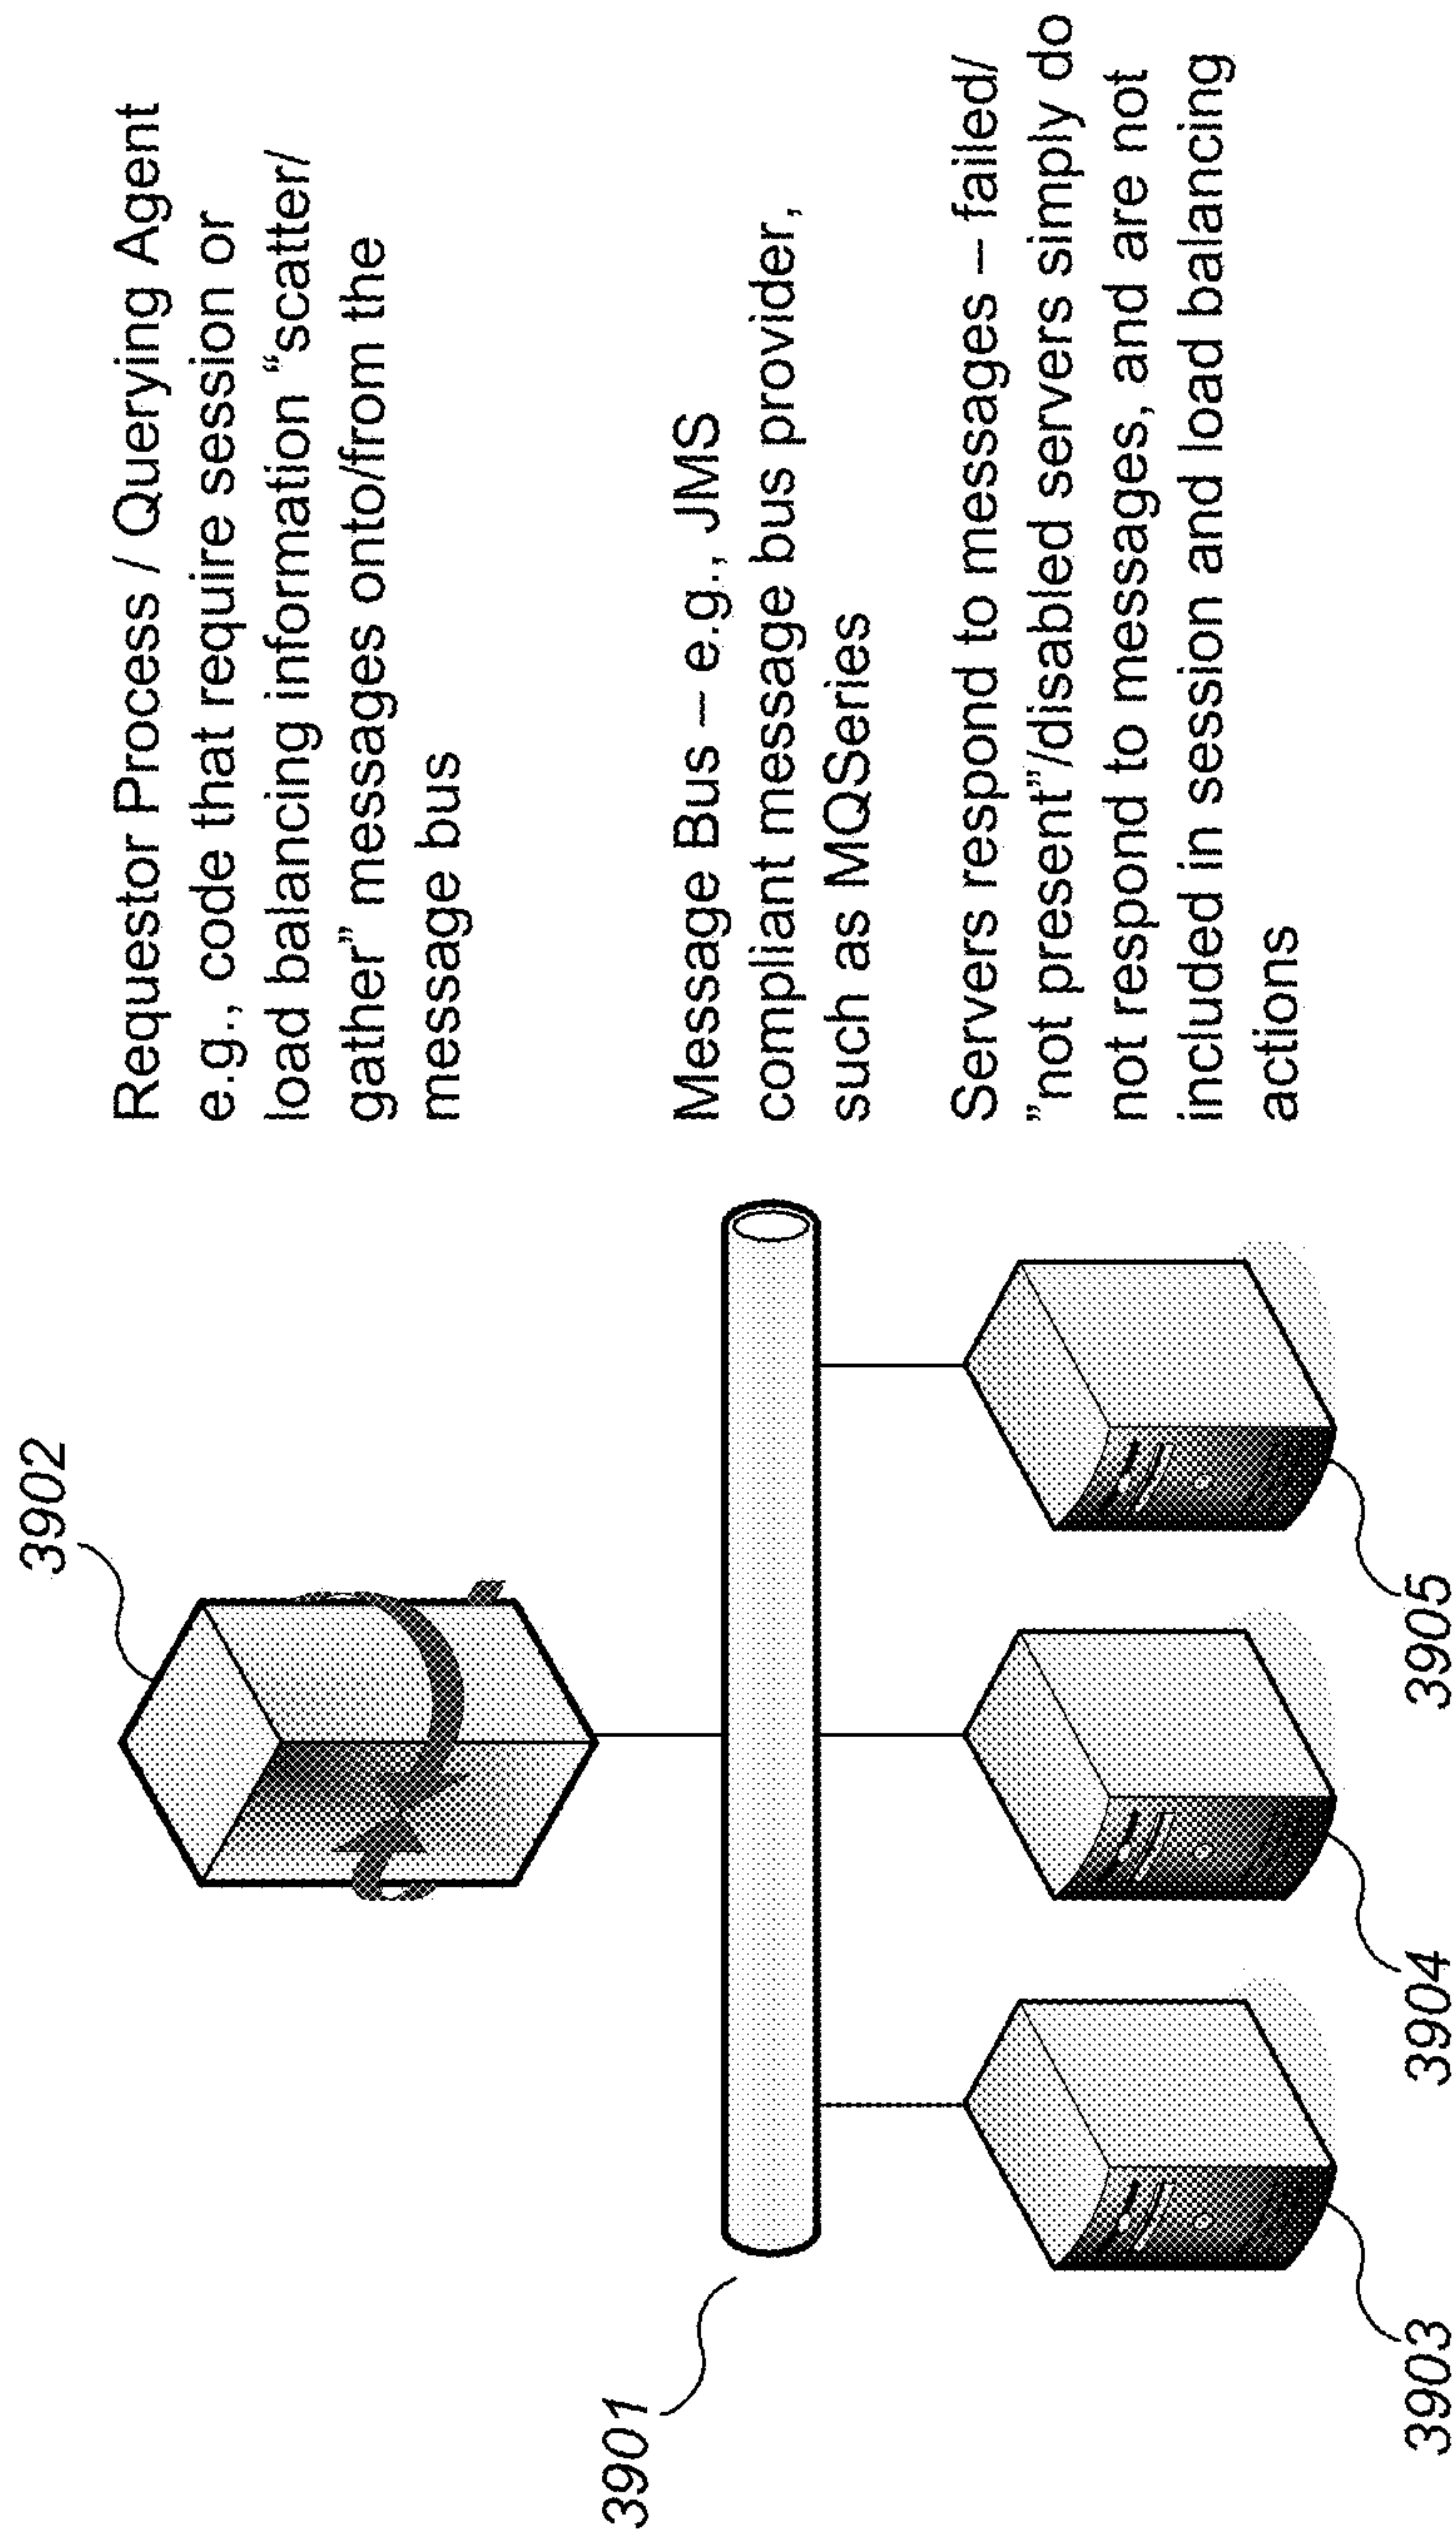 3902
Requestor Process / Querying Agent
e.g., code that require session or
load balancing information “scatter/
gather” messages onto/from the
message bus
3901
Message Bus – e.g., JMS
compliant message bus provider,
such as MQSeries
Servers respond to messages – failed/
”not present”/disabled servers simply do
not respond to messages, and are not
included in session and load balancing
actions
3903
3904
3905